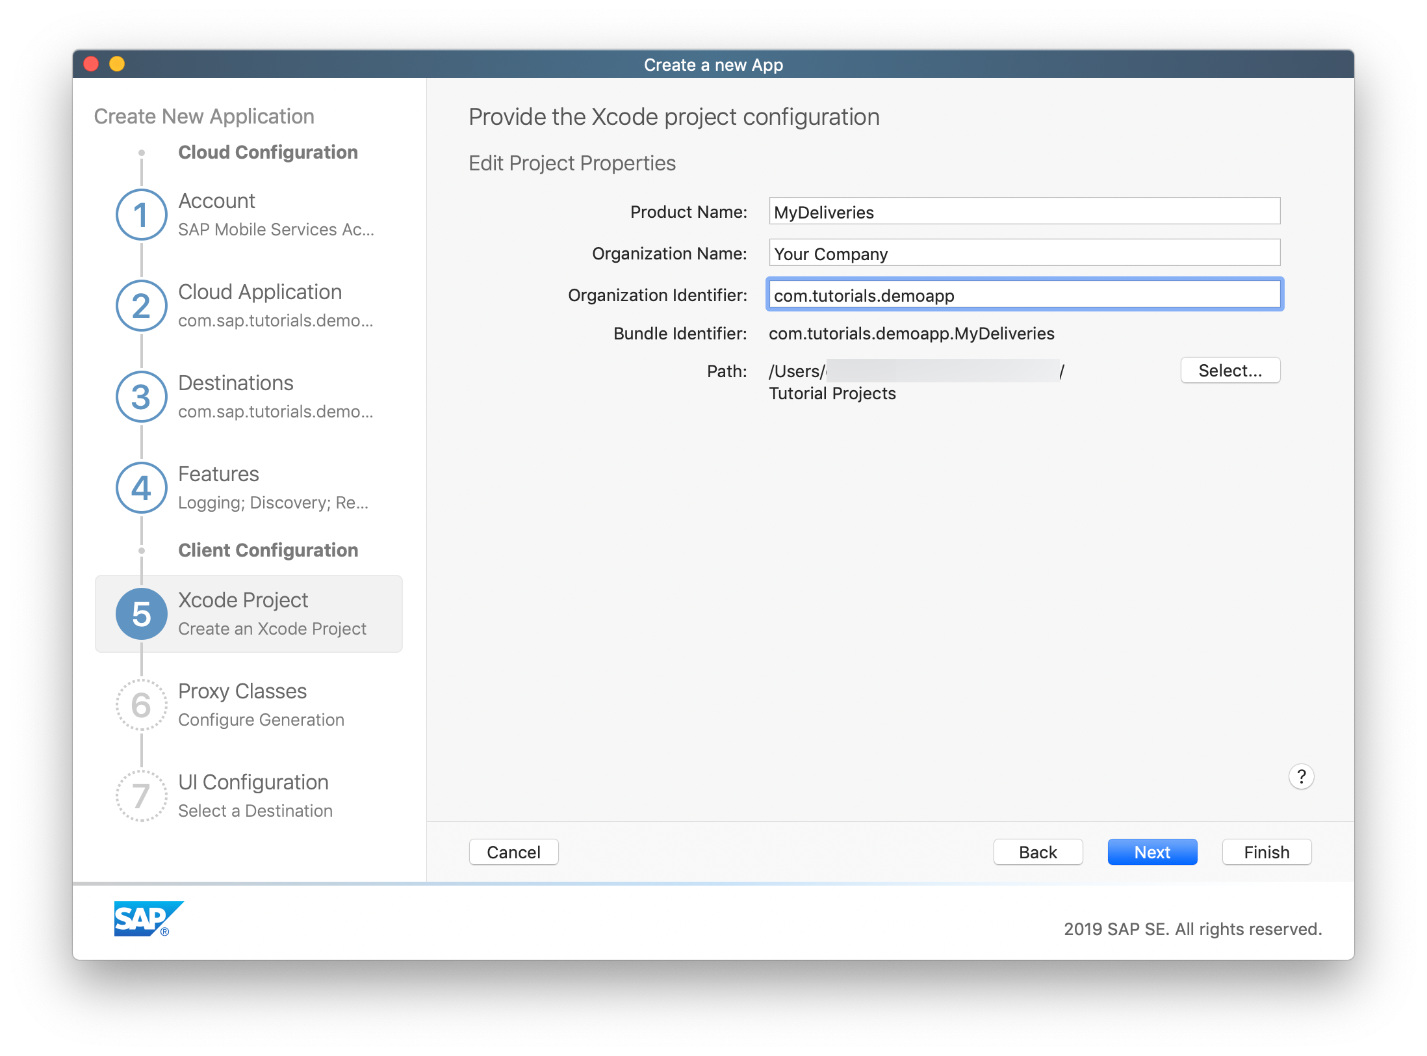 Create a new App
Create New Application
Cloud Configuration
1
Account
SAP Mobile Services Ac...
2
Cloud Application
com.sap.tutorials.demo...
3
Destinations
com.sap.tutorials.demo...
4
Features
Logging; Discovery; Re...
Client Configuration
5
Xcode Project
Create an Xcode Project
6
Proxy Classes
Configure Generation
7
UI Configuration
Select a Destination
Provide the Xcode project configuration
Edit Project Properties
Product Name: MyDeliveries
Organization Name: Your Company
Organization Identifier: com.tutorials.demoapp
Bundle Identifier: com.tutorials.demoapp.MyDeliveries
Path: /Users/ / Select...
Tutorial Projects
?
Cancel Back Next Finish
SAP ®
2019 SAP SE. All rights reserved.